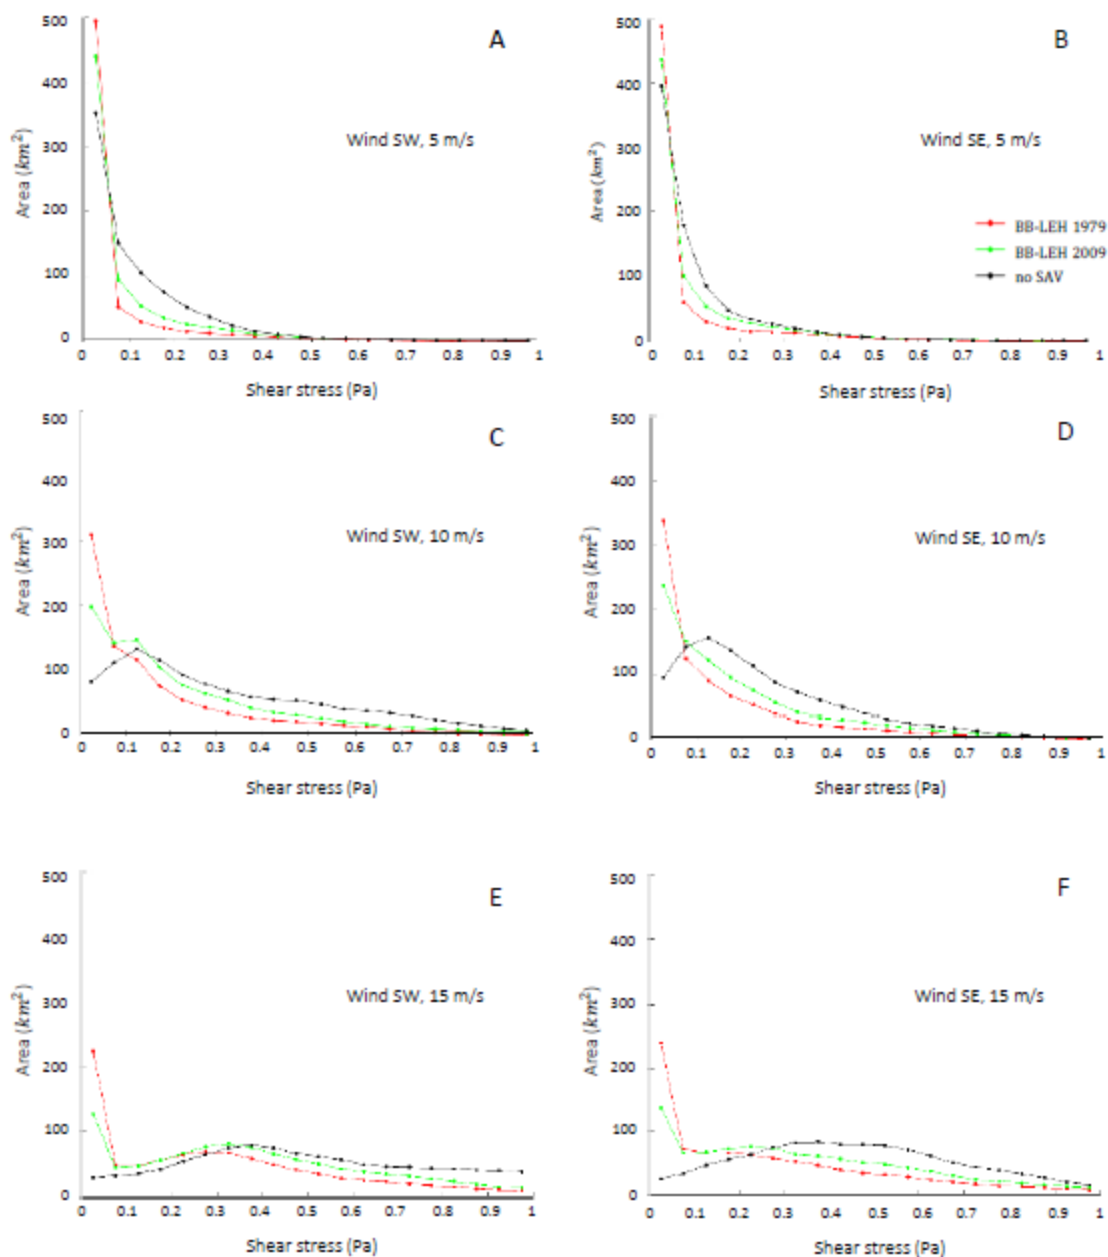 A
500
400
300
200
100
0
Area (km²)
Wind SW, 5 m/s
0 0.1 0.2 0.3 0.4 0.5 0.6 0.7 0.8 0.9 1
Shear stress (Pa)
B
500
400
300
200
100
0
Area (km²)
Wind SE, 5 m/s
BB-LEH 1979
BB-LEH 2009
no SAV
0 0.1 0.2 0.3 0.4 0.5 0.6 0.7 0.8 0.9 1
Shear stress (Pa)
C
500
400
300
200
100
0
Area (km²)
Wind SW, 10 m/s
0 0.1 0.2 0.3 0.4 0.5 0.6 0.7 0.8 0.9 1
Shear stress (Pa)
D
500
400
300
200
100
0
Area (km²)
Wind SE, 10 m/s
0 0.1 0.2 0.3 0.4 0.5 0.6 0.7 0.8 0.9 1
Shear stress (Pa)
E
500
400
300
200
100
0
Area (km²)
Wind SW, 15 m/s
0 0.1 0.2 0.3 0.4 0.5 0.6 0.7 0.8 0.9 1
Shear stress (Pa)
F
500
400
300
200
100
0
Area (km²)
Wind SE, 15 m/s
0 0.1 0.2 0.3 0.4 0.5 0.6 0.7 0.8 0.9 1
Shear stress (Pa)